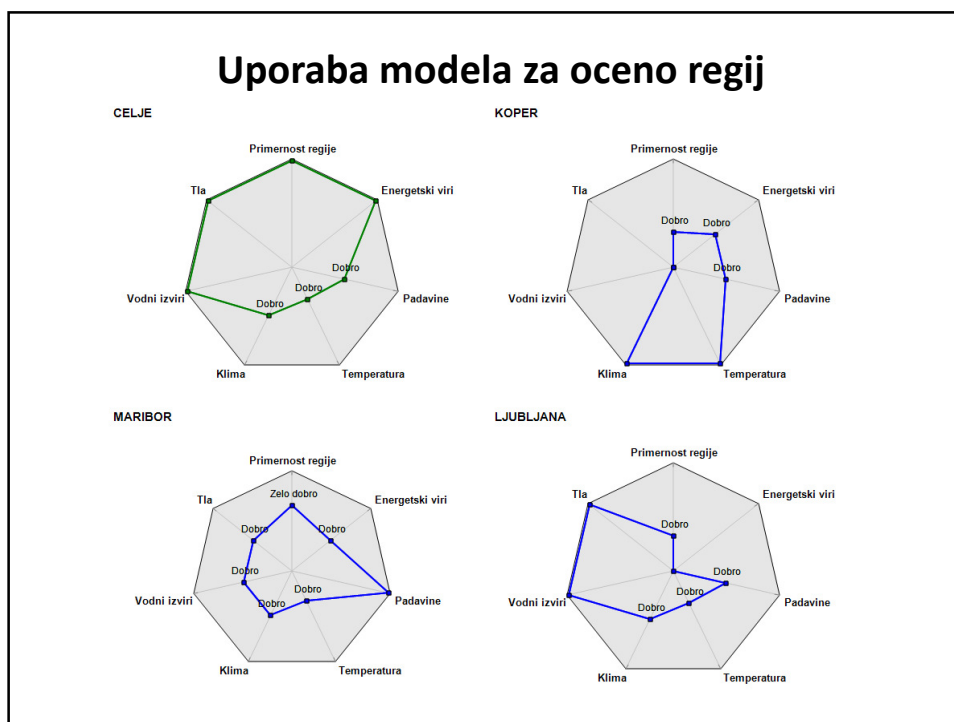 Uporaba modela za oceno regij
CELJE
Primernost regije
Tla
Energetski viri
Dobro
Dobro
Dobro
Vodni izviri
Padavine
Klima
Temperatura
KOPER
Primernost regije
Tla
Energetski viri
Dobro
Dobro
Dobro
Vodni izviri
Padavine
Klima
Temperatura
MARIBOR
Primernost regije
Tla
Zelo dobro
Energetski viri
Dobro
Dobro
Dobro
Dobro
Dobro
Vodni izviri
Padavine
Klima
Temperatura
LJUBLJANA
Primernost regije
Tla
Energetski viri
Dobro
Dobro
Dobro
Dobro
Vodni izviri
Padavine
Klima
Temperatura